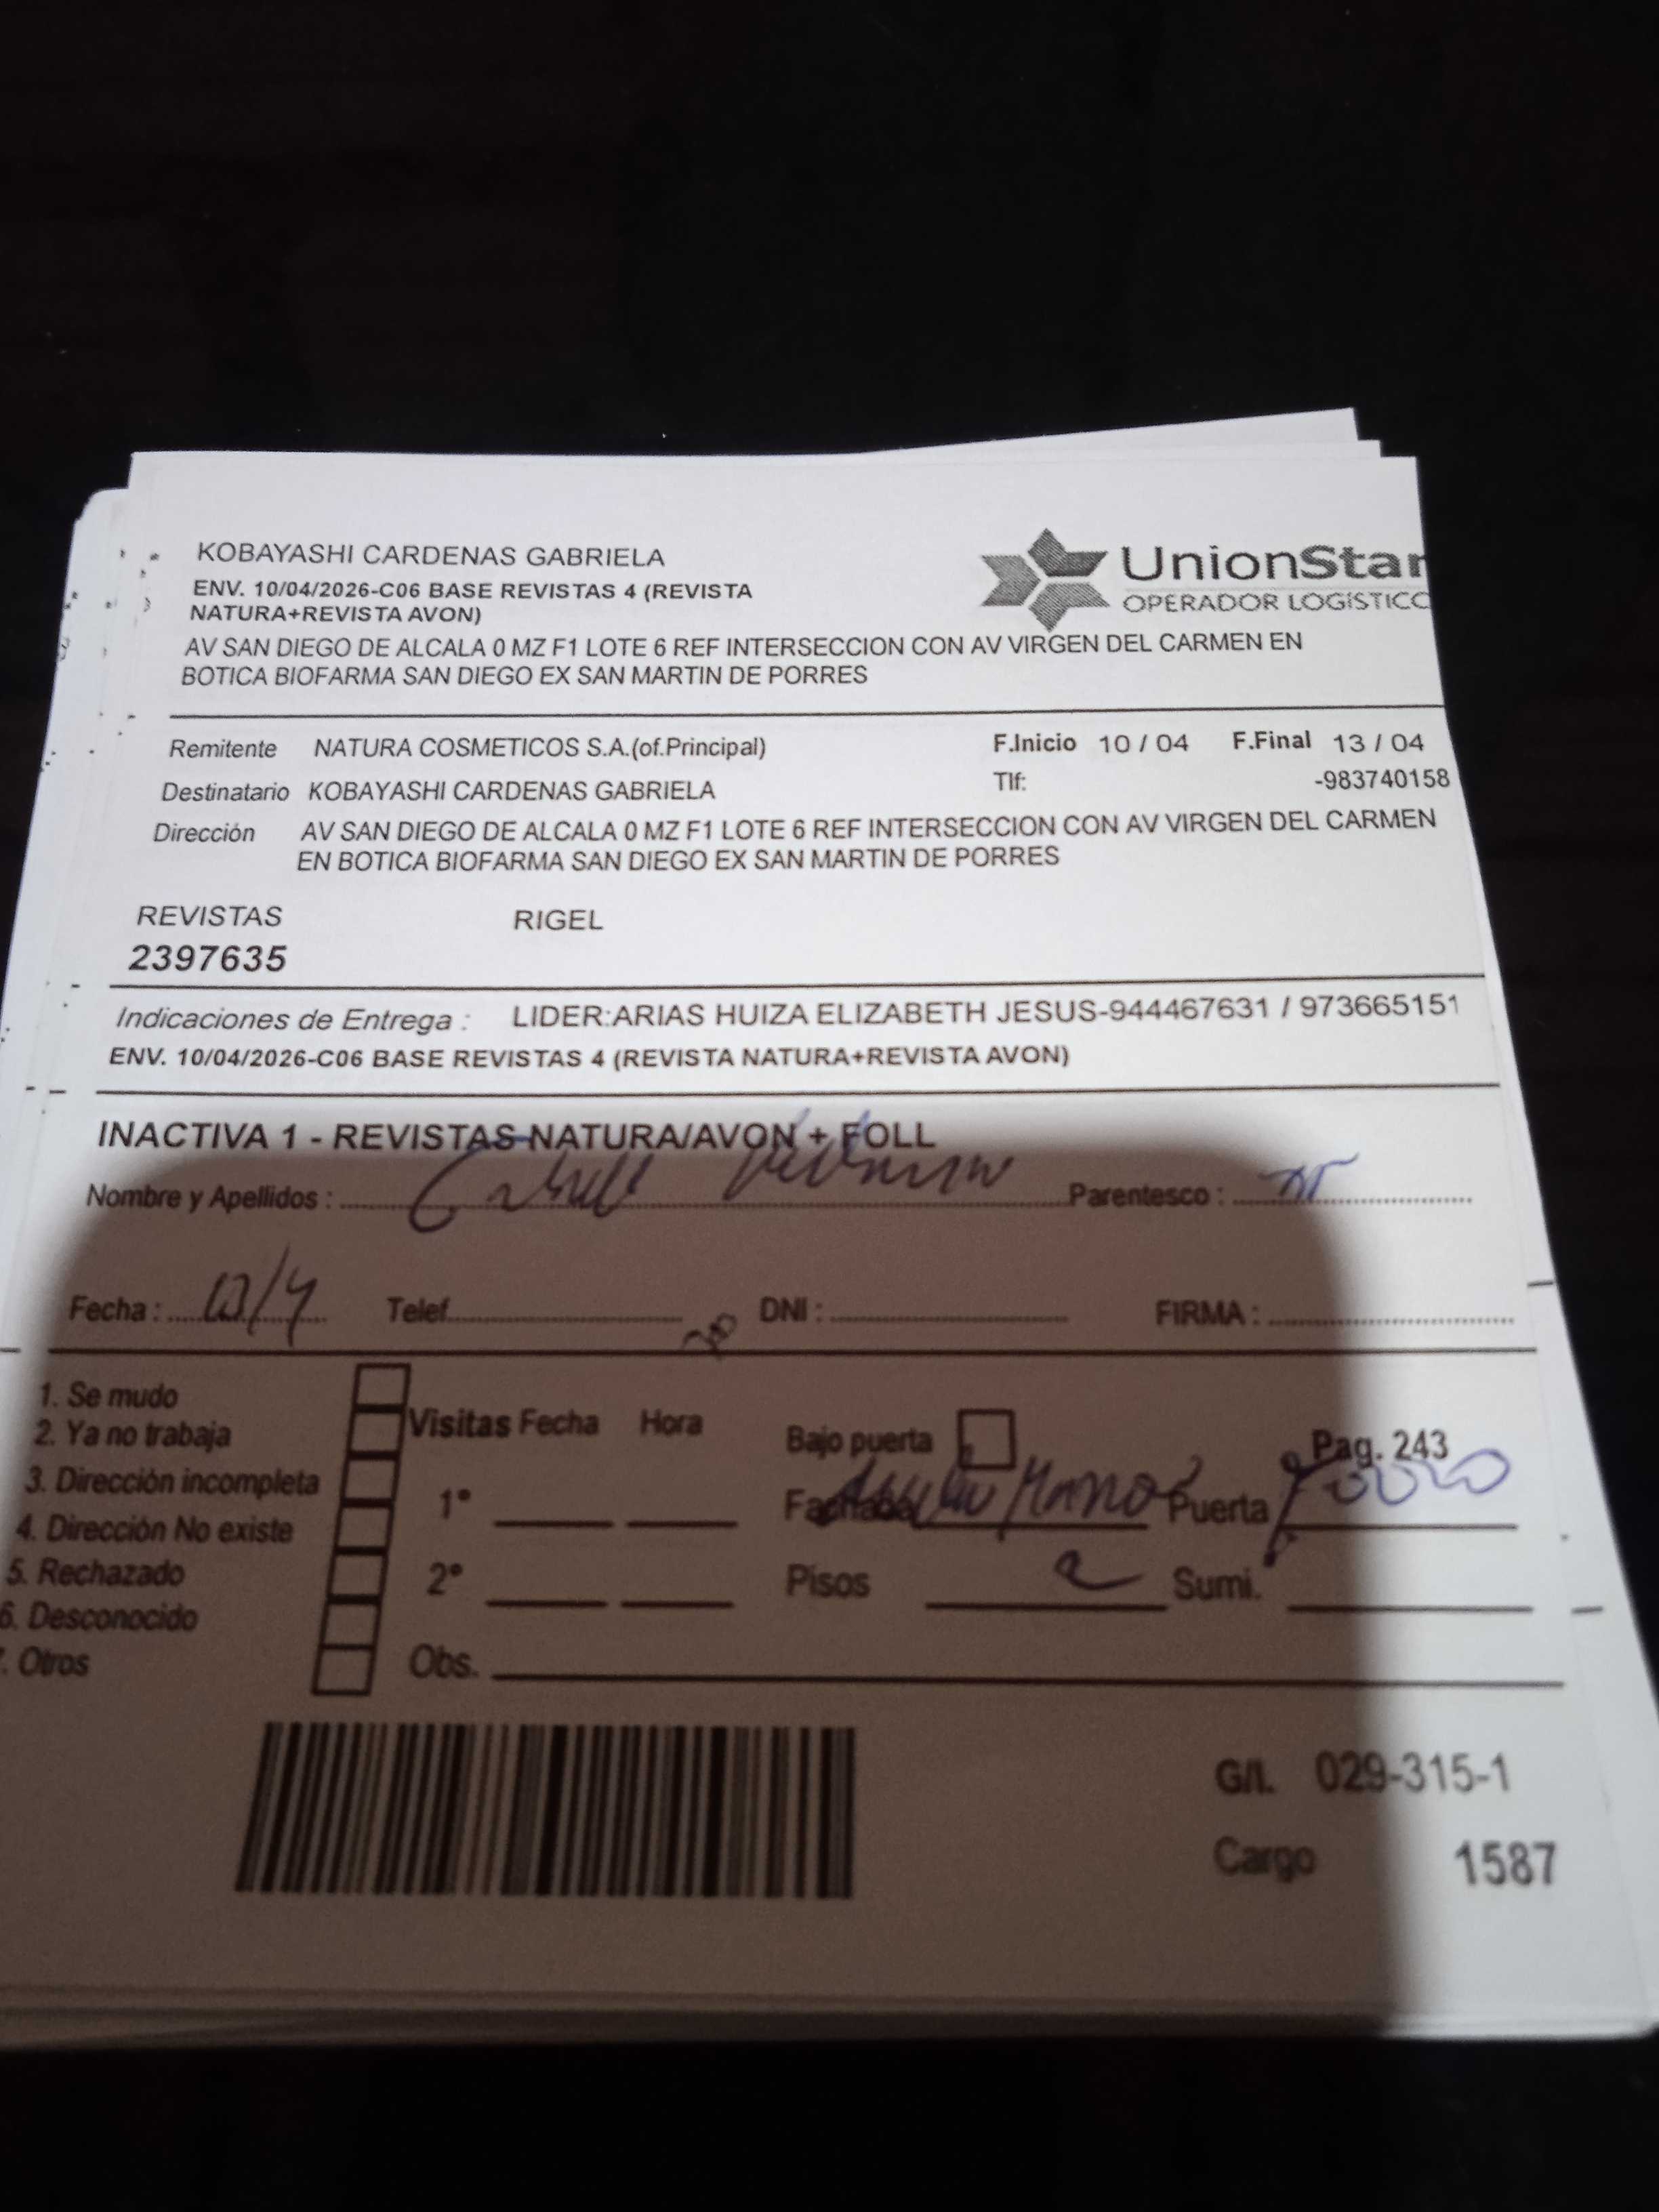 KOBAYASHI CARDENAS GABRIELA
ENV. 10/04/2026-C06 BASE REVISTAS 4 (REVISTA
NATURA+REVISTA AVON)
AV SAN DIEGO DE ALCALA 0 MZ F1 LOTE 6 REF INTERSECCION CON AV VIRGEN DEL CARMEN EN
BOTICA BIOFARMA SAN DIEGO EX SAN MARTIN DE PORRES
UnionStar
OPERADOR LOGÍSTICO
Remitente NATURA COSMETICOS S.A.(of.Principal) F.Inicio 10 / 04 F.Final 13 / 04
Destinatario KOBAYASHI CARDENAS GABRIELA Tlf: -983740158
Dirección AV SAN DIEGO DE ALCALA 0 MZ F1 LOTE 6 REF INTERSECCION CON AV VIRGEN DEL CARMEN
EN BOTICA BIOFARMA SAN DIEGO EX SAN MARTIN DE PORRES
REVISTAS RIGEL
2397635
Indicaciones de Entrega : LIDER:ARIAS HUIZA ELIZABETH JESUS-944467631 / 973665151
ENV. 10/04/2026-C06 BASE REVISTAS 4 (REVISTA NATURA+REVISTA AVON)
INACTIVA 1 - REVISTAS NATURA/AVON + FOLL
Nombre y Apellidos : Parentesco :
Fecha : Telef. DNI : FIRMA :
1. Se mudo
2. Ya no trabaja
3. Dirección incompleta
4. Dirección No existe
5. Rechazado
6. Desconocido
7. Otros
Visitas Fecha Hora
1°
2°
Obs.
Bajo puerta Pag. 243
Fachada Puerta
Pisos 2 Sumi.
G/I. 029-315-1
Cargo 1587